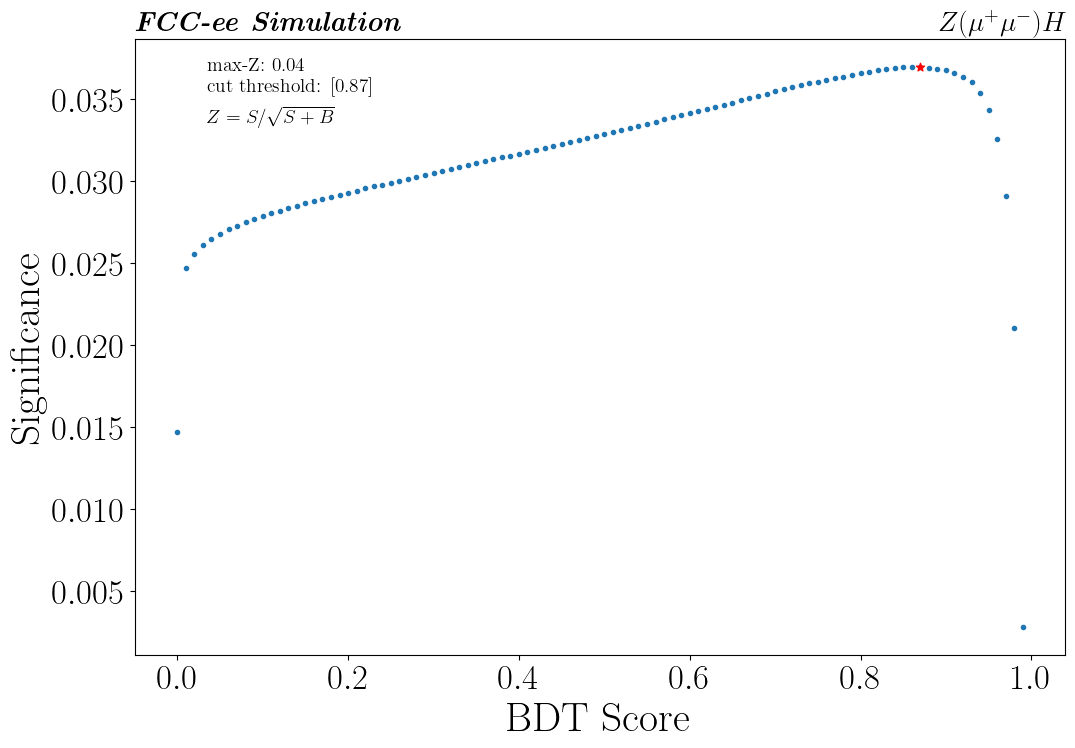 FCC-ee Simulation
Z(μ⁺μ⁻)H
max-Z: 0.04
cut threshold: [0.87]
Z = S/√(S + B)
Significance
0.035
0.030
0.025
0.020
0.015
0.010
0.005
0.0 0.2 0.4 0.6 0.8 1.0
BDT Score